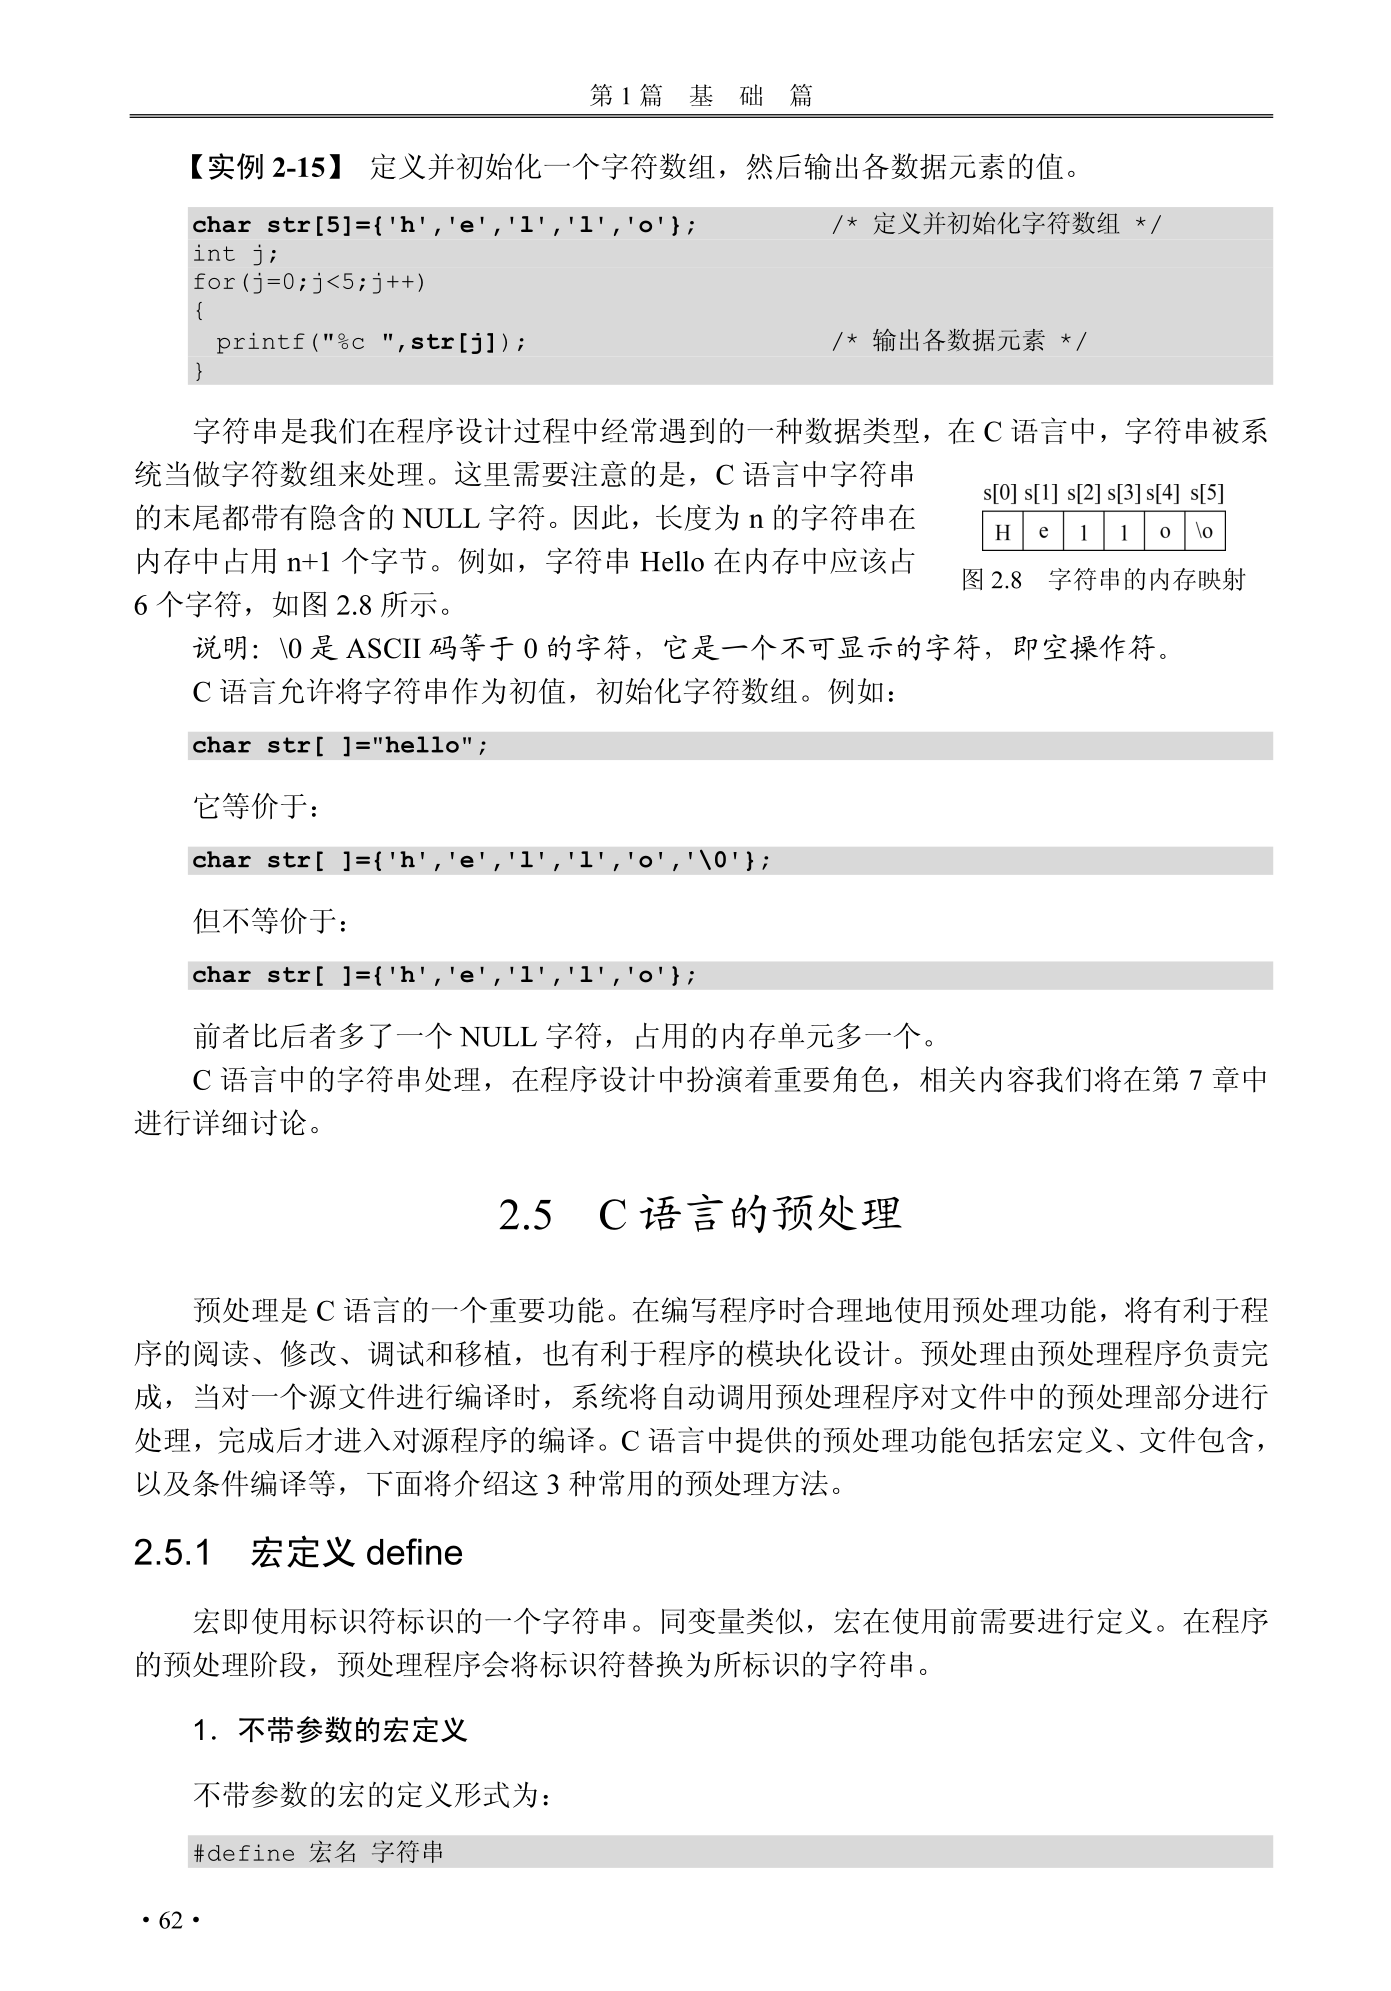 第 1 篇　基　础　篇
【实例 2-15】 定义并初始化一个字符数组，然后输出各数据元素的值。
char str[5]={'h','e','l','l','o'}; /* 定义并初始化字符数组 */
int j;
for(j=0;j<5;j++)
{
printf("%c ",str[j]); /* 输出各数据元素 */
}
字符串是我们在程序设计过程中经常遇到的一种数据类型，在 C 语言中，字符串被系
统当做字符数组来处理。这里需要注意的是，C 语言中字符串
的末尾都带有隐含的 NULL 字符。因此，长度为 n 的字符串在
内存中占用 n+1 个字节。例如，字符串 Hello 在内存中应该占
6 个字符，如图 2.8 所示。
s[0] s[1] s[2] s[3] s[4] s[5]
H e 1 1 o \o
图 2.8　字符串的内存映射
说明：\0 是 ASCII 码等于 0 的字符，它是一个不可显示的字符，即空操作符。
C 语言允许将字符串作为初值，初始化字符数组。例如：
char str[ ]="hello";
它等价于：
char str[ ]={'h','e','l','l','o','\0'};
但不等价于：
char str[ ]={'h','e','l','l','o'};
前者比后者多了一个 NULL 字符，占用的内存单元多一个。
C 语言中的字符串处理，在程序设计中扮演着重要角色，相关内容我们将在第 7 章中
进行详细讨论。
2.5　C 语言的预处理
预处理是 C 语言的一个重要功能。在编写程序时合理地使用预处理功能，将有利于程
序的阅读、修改、调试和移植，也有利于程序的模块化设计。预处理由预处理程序负责完
成，当对一个源文件进行编译时，系统将自动调用预处理程序对文件中的预处理部分进行
处理，完成后才进入对源程序的编译。C 语言中提供的预处理功能包括宏定义、文件包含，
以及条件编译等，下面将介绍这 3 种常用的预处理方法。
2.5.1　宏定义 define
宏即使用标识符标识的一个字符串。同变量类似，宏在使用前需要进行定义。在程序
的预处理阶段，预处理程序会将标识符替换为所标识的字符串。
1．不带参数的宏定义
不带参数的宏的定义形式为：
#define 宏名 字符串
·62·